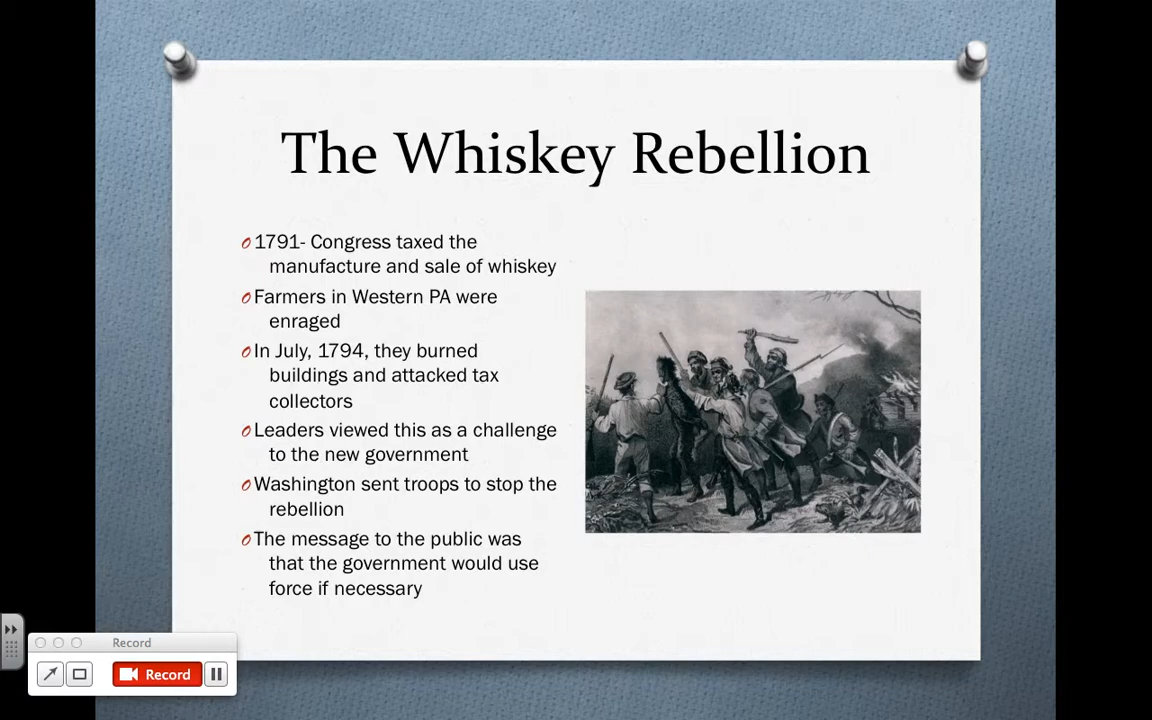 The Whiskey Rebellion
1791- Congress taxed the
manufacture and sale of whiskey
Farmers in Western PA were
enraged
In July, 1794, they burned
buildings and attacked tax
collectors
Leaders viewed this as a challenge
to the new government
Washington sent troops to stop the
rebellion
The message to the public was
that the government would use
force if necessary
Record
Record